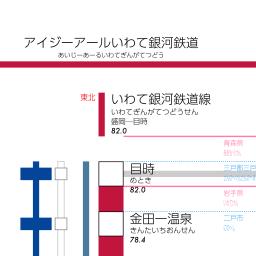 アイジーアールいわて銀河鉄道
あいじーあーるいわてぎんがてつどう
東北
いわて銀河鉄道線
いわてぎんがてつどうせん
盛岡―目時
82.0
青森県
目時
めとき
82.0
三戸郡三戸
岩手県
金田一温泉
きんたいちおんせん
78.4
二戸市